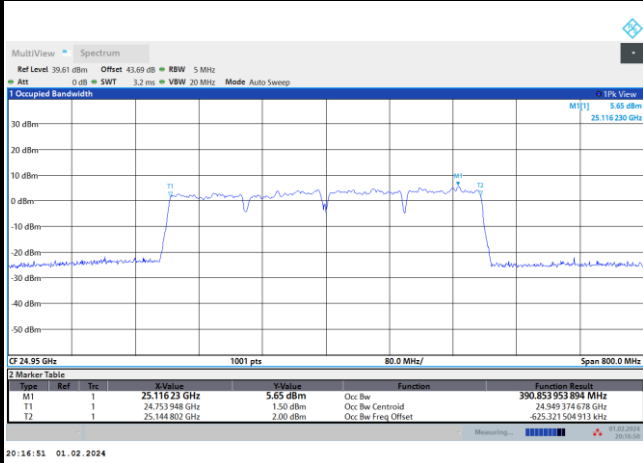 MultiView Spectrum
Ref Level 39.61 dBm Offset 43.69 dB RBW 5 MHz
Att 0 dB SWT 3.2 ms VBW 20 MHz Mode Auto Sweep
1 Occupied Bandwidth 1Pk View
M1[1] 5.65 dBm
25.116 230 GHz
30 dBm
20 dBm
10 dBm
M1
T1 T2
0 dBm
-10 dBm
-20 dBm
-30 dBm
-40 dBm
-50 dBm
CF 24.95 GHz 1001 pts 80.0 MHz/ Span 800.0 MHz
2 Marker Table
Type Ref Trc X-Value Y-Value Function Function Result
M1 1 25.116 23 GHz 5.65 dBm Occ Bw 390.853 953 894 MHz
T1 1 24.753 948 GHz 1.50 dBm Occ Bw Centroid 24.949 374 678 GHz
T2 1 25.144 802 GHz 2.00 dBm Occ Bw Freq Offset -625.321 504 913 kHz
Measuring... 01.02.2024
20:16:50
20:16:51 01.02.2024